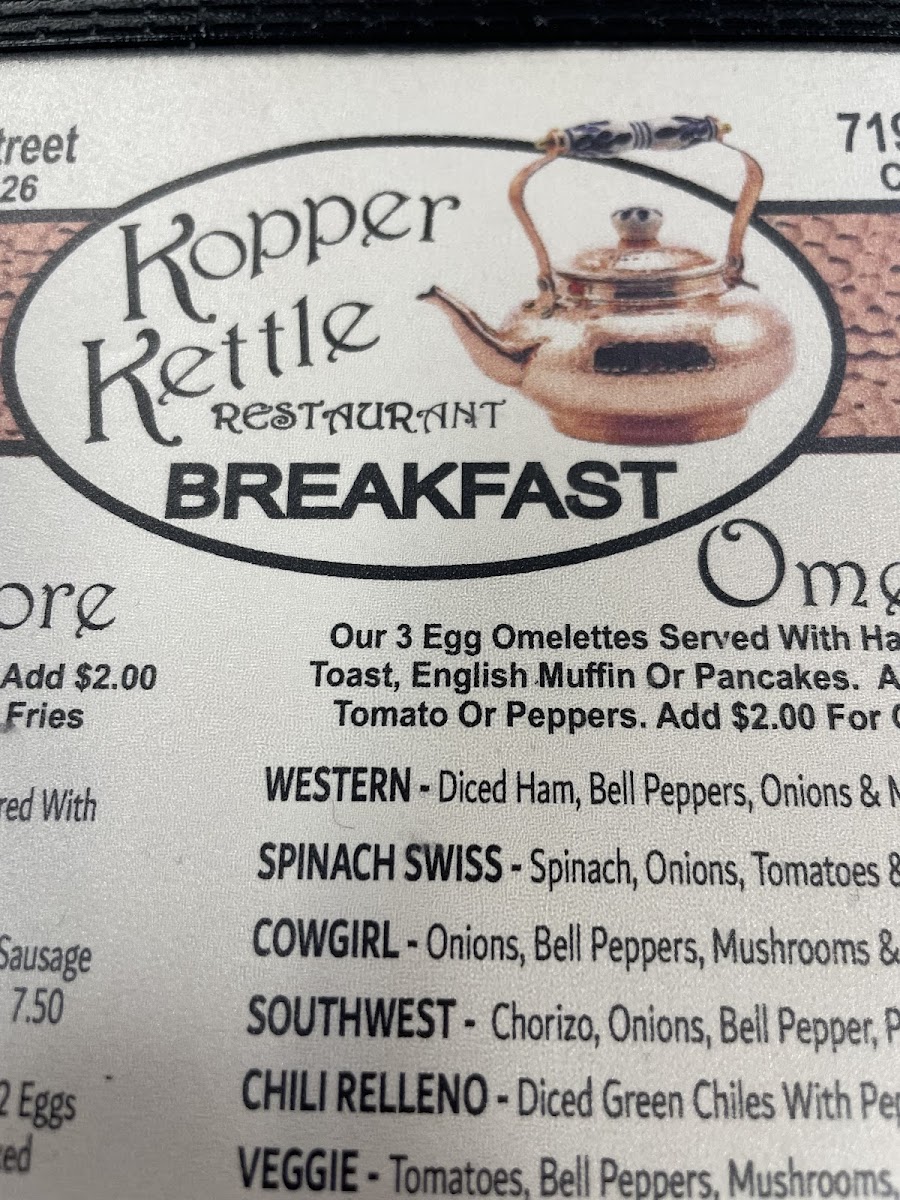 treet
26
719
Kopper
Kettle
RESTAURANT
BREAKFAST
ore
Add $2.00
Fries
red With
Sausage
7.50
2 Eggs
ced
Ome
Our 3 Egg Omelettes Served With Ha
Toast, English Muffin Or Pancakes. A
Tomato Or Peppers. Add $2.00 For
WESTERN - Diced Ham, Bell Peppers, Onions &
SPINACH SWISS - Spinach, Onions, Tomatoes &
COWGIRL - Onions, Bell Peppers, Mushrooms &
SOUTHWEST - Chorizo, Onions, Bell Pepper, P
CHILI RELLENO - Diced Green Chiles With Pep
VEGGIE - Tomatoes, Bell Peppers, Mushrooms,